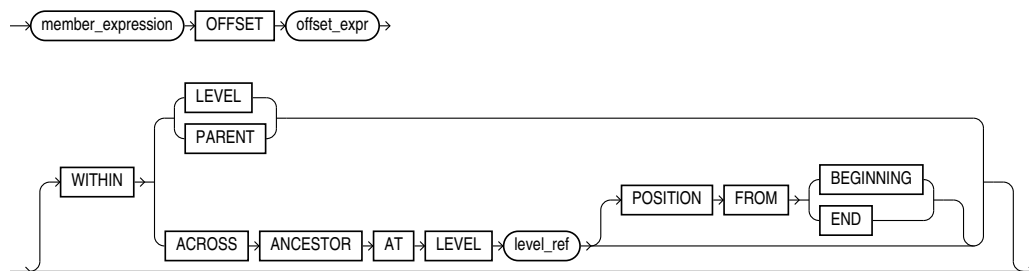 member_expression OFFSET offset_expr
LEVEL
PARENT
WITHIN
BEGINNING
POSITION FROM
END
ACROSS ANCESTOR AT LEVEL level_ref